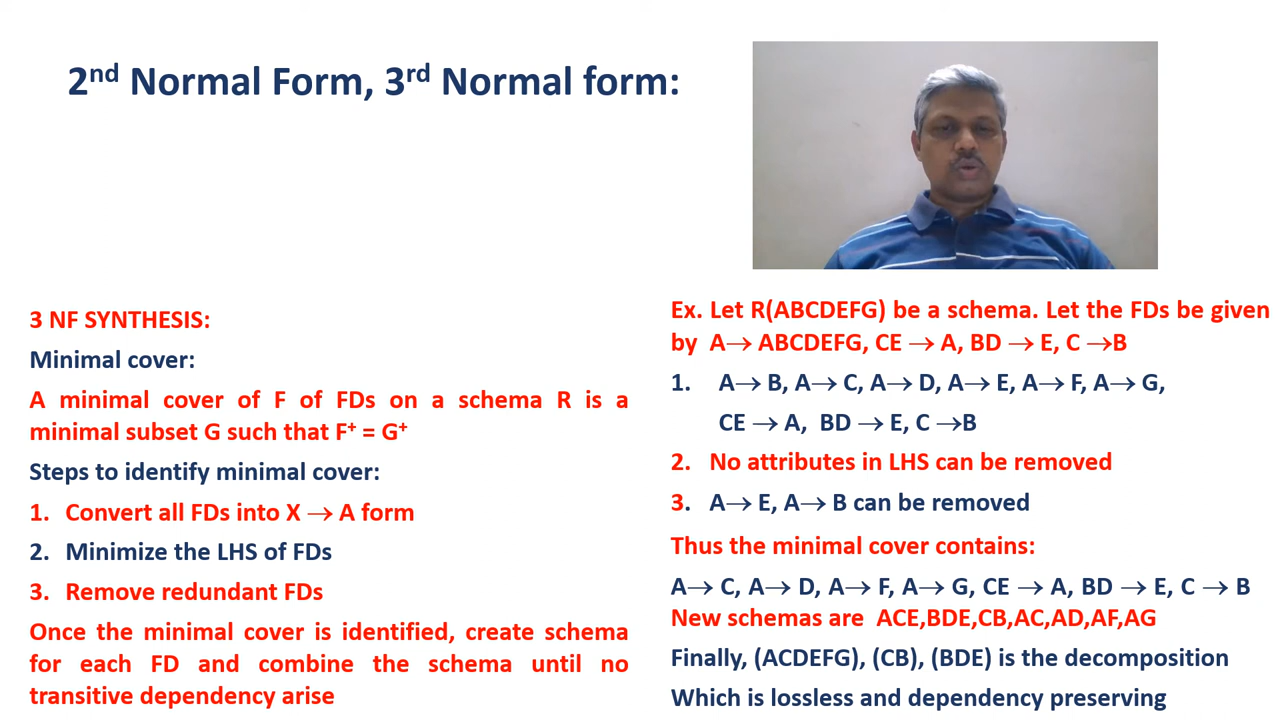 2nd Normal Form, 3rd Normal form:
3 NF SYNTHESIS:
Minimal cover:
A minimal cover of F of FDs on a schema R is a
minimal subset G such that F+ = G+
Steps to identify minimal cover:
1. Convert all FDs into X → A form
2. Minimize the LHS of FDs
3. Remove redundant FDs
Once the minimal cover is identified, create schema
for each FD and combine the schema until no
transitive dependency arise
Ex. Let R(ABCDEFG) be a schema. Let the FDs be given
by A→ ABCDEFG, CE → A, BD → E, C →B
1. A→ B, A→ C, A→ D, A→ E, A→ F, A→ G,
CE → A, BD → E, C →B
2. No attributes in LHS can be removed
3. A→ E, A→ B can be removed
Thus the minimal cover contains:
A→ C, A→ D, A→ F, A→ G, CE → A, BD → E, C → B
New schemas are ACE,BDE,CB,AC,AD,AF,AG
Finally, (ACDEFG), (CB), (BDE) is the decomposition
Which is lossless and dependency preserving